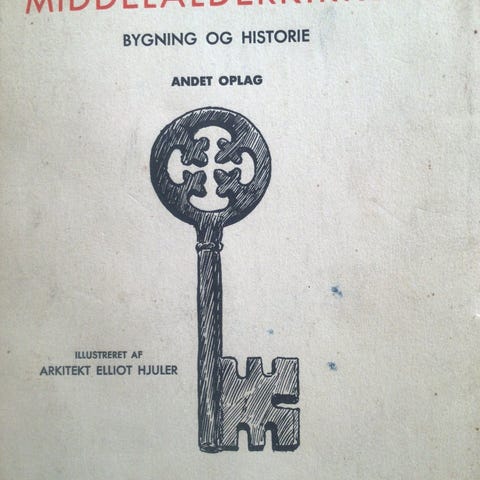 BYGNING OG HISTORIE
ANDET OPLAG
ILLUSTRERET AF
ARKITEKT ELLIOT HJULER